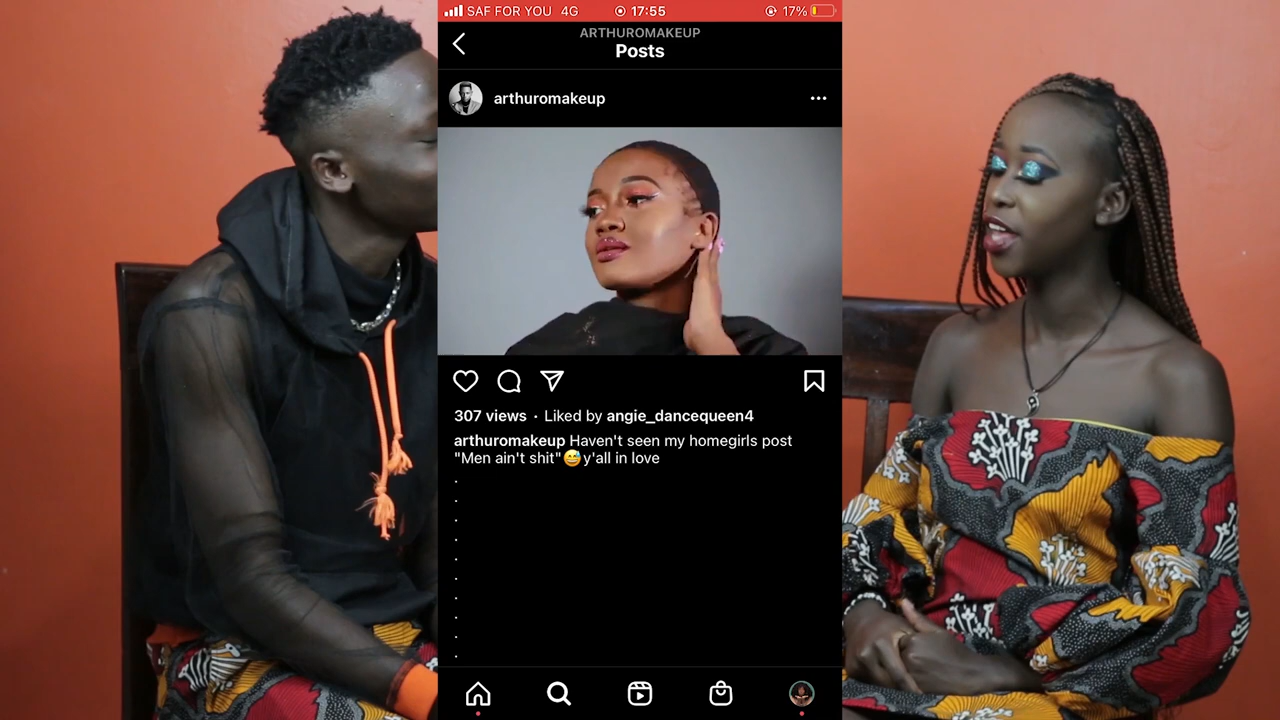 SAF FOR YOU 4G 17:55 17%
ARTHUROMAKEUP
Posts
arthuromakeup
307 views · Liked by angie_dancequeen4
arthuromakeup Haven't seen my homegirls post
"Men ain't shit"😅y'all in love
.
.
.
.
.
.
.
.
.
.